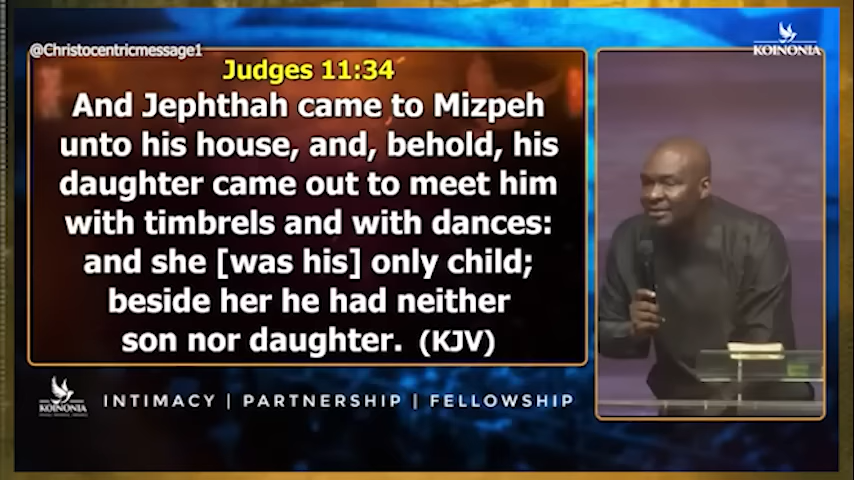 @Christocentricmessage1
KOINONIA
Judges 11:34
And Jephthah came to Mizpeh
unto his house, and, behold, his
daughter came out to meet him
with timbrels and with dances:
and she [was his] only child;
beside her he had neither
son nor daughter. (KJV)
KOINONIA
INTIMACY | PARTNERSHIP | FELLOWSHIP